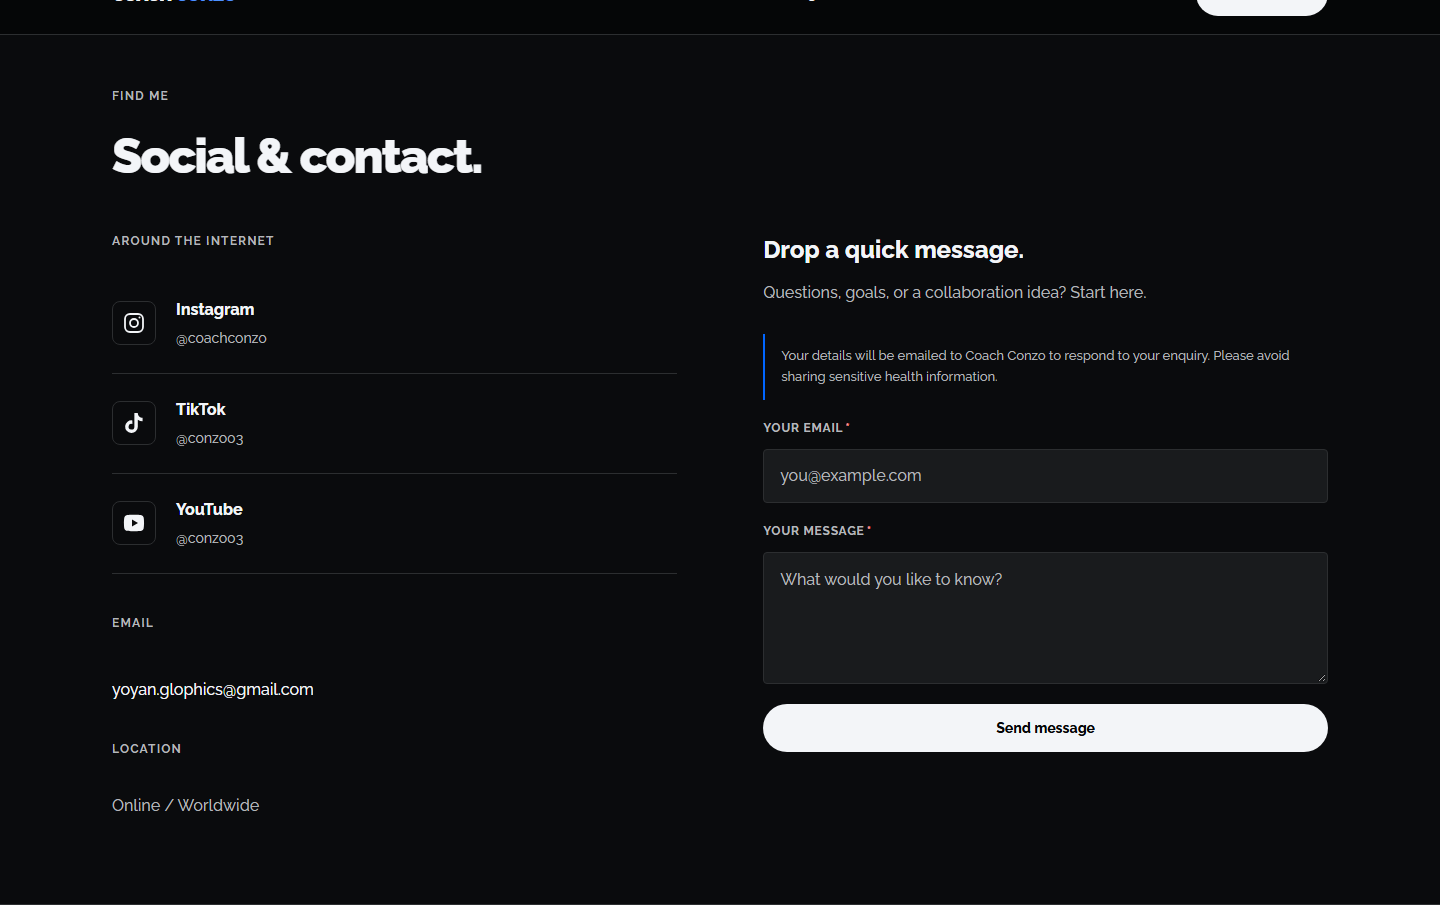 FIND ME
Social & contact.
AROUND THE INTERNET
Instagram
@coachconzo
TikTok
@conzo03
YouTube
@conzo03
EMAIL
yoyan.glophics@gmail.com
LOCATION
Online / Worldwide
Drop a quick message.
Questions, goals, or a collaboration idea? Start here.
Your details will be emailed to Coach Conzo to respond to your enquiry. Please avoid
sharing sensitive health information.
YOUR EMAIL *
you@example.com
YOUR MESSAGE *
What would you like to know?
Send message